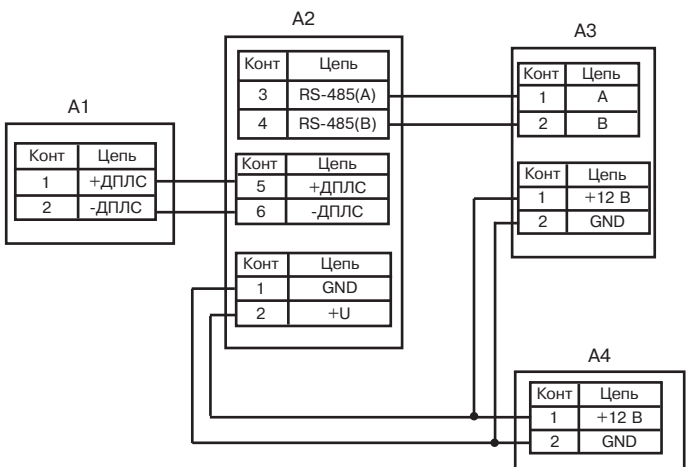 A1
Конт Цепь
1 +ДПЛС
2 -ДПЛС
A2
Конт Цепь
3 RS-485(A)
4 RS-485(B)
Конт Цепь
5 +ДПЛС
6 -ДПЛС
Конт Цепь
1 GND
2 +U
A3
Конт Цепь
1 A
2 B
Конт Цепь
1 +12 В
2 GND
A4
Конт Цепь
1 +12 В
2 GND